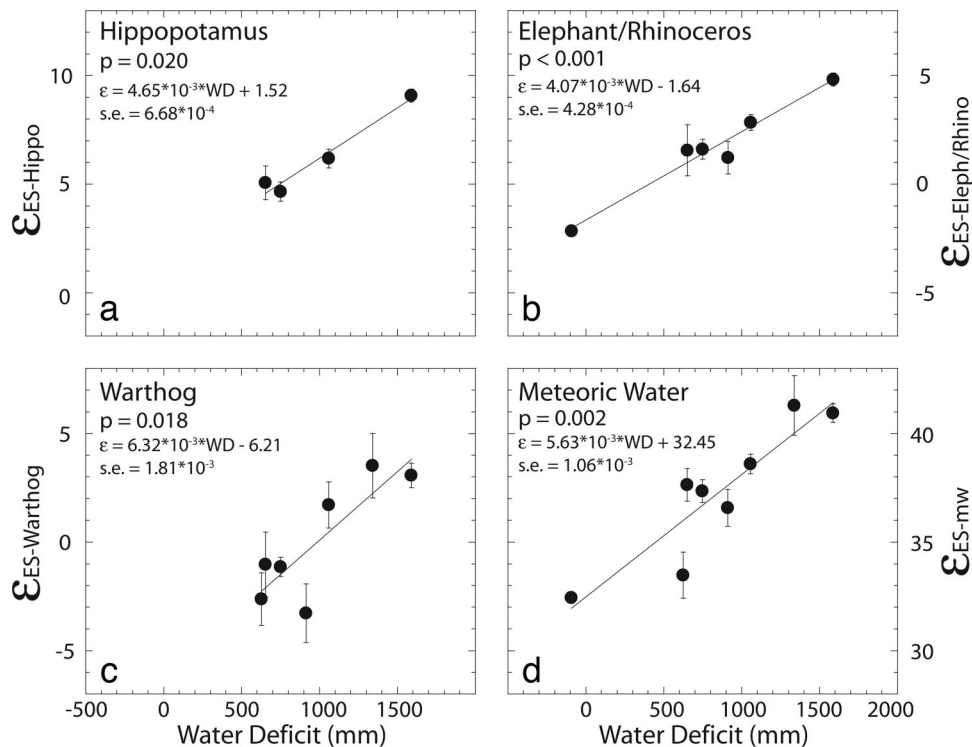 Hippopotamus
p = 0.020
ε = 4.65*10⁻³*WD + 1.52
s.e. = 6.68*10⁻⁴
10
5
0
εES-Hippo
a
Elephant/Rhinoceros
p < 0.001
ε = 4.07*10⁻³*WD - 1.64
s.e. = 4.28*10⁻⁴
5
0
-5
εES-Eleph/Rhino
b
Warthog
p = 0.018
ε = 6.32*10⁻³*WD - 6.21
s.e. = 1.81*10⁻³
5
0
-5
εES-Warthog
c
-500 0 500 1000 1500
Water Deficit (mm)
Meteoric Water
p = 0.002
ε = 5.63*10⁻³*WD + 32.45
s.e. = 1.06*10⁻³
40
35
30
εES-mw
d
0 500 1000 1500 2000
Water Deficit (mm)